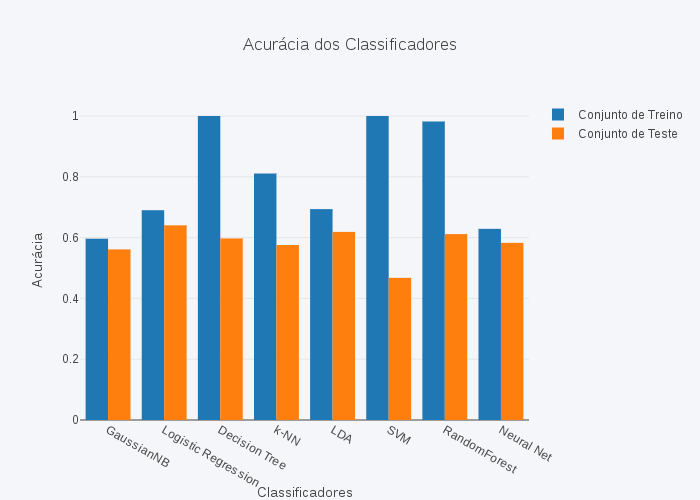 Acurácia dos Classificadores
Conjunto de Treino
Conjunto de Teste
Acurácia
1
0.8
0.6
0.4
0.2
0
GaussianNB
Logistic Regression
Decision Tree
k-NN
LDA
SVM
RandomForest
Neural Net
Classificadores